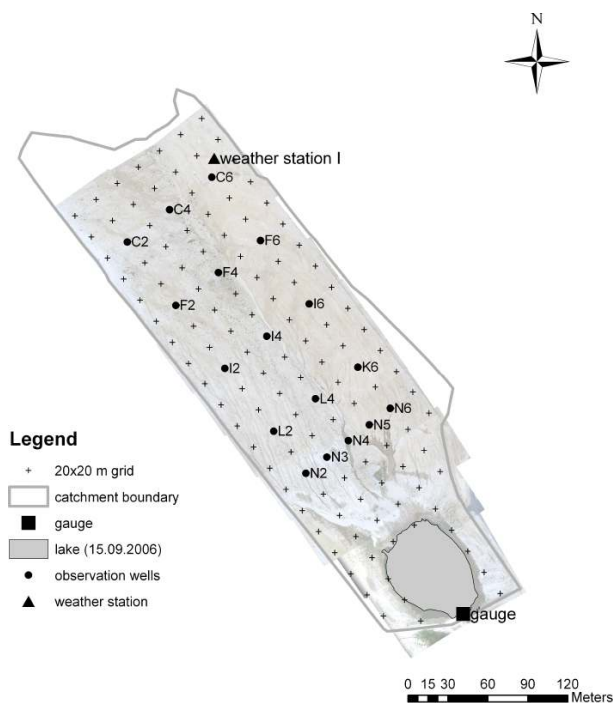 N
weather station I
C6
C4
C2
F6
F4
F2
I6
I4
I2
K6
L4
N6
N5
L2
N4
N3
N2
Legend
20x20 m grid
catchment boundary
gauge
lake (15.09.2006)
observation wells
weather station
gauge
0 15 30 60 90 120
Meters